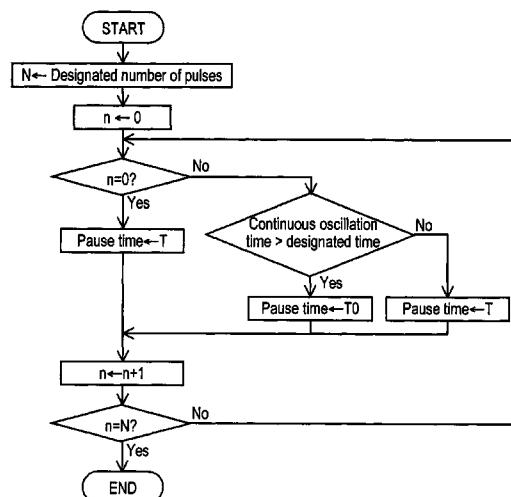 START
N← Designated number of pulses
n ← 0
n=0?
No
Yes
Continuous oscillation
time > designated time
No
Pause time←T
Yes
Pause time←T0
Pause time←T
n←n+1
n=N?
No
Yes
END